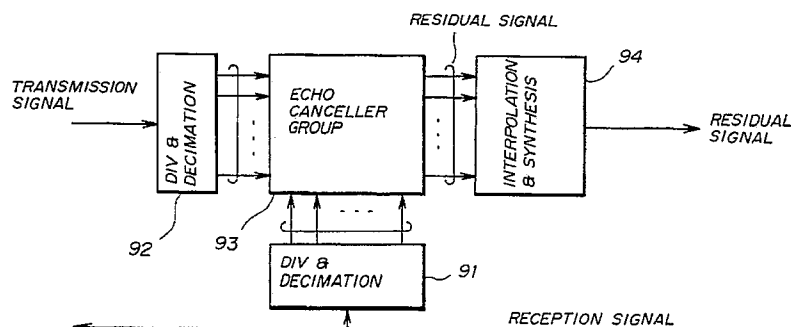 RESIDUAL SIGNAL
TRANSMISSION
SIGNAL
DIV &
DECIMATION
92
ECHO
CANCELLER
GROUP
93
INTERPOLATION
& SYNTHESIS
94
RESIDUAL
SIGNAL
DIV &
DECIMATION
91
RECEPTION SIGNAL